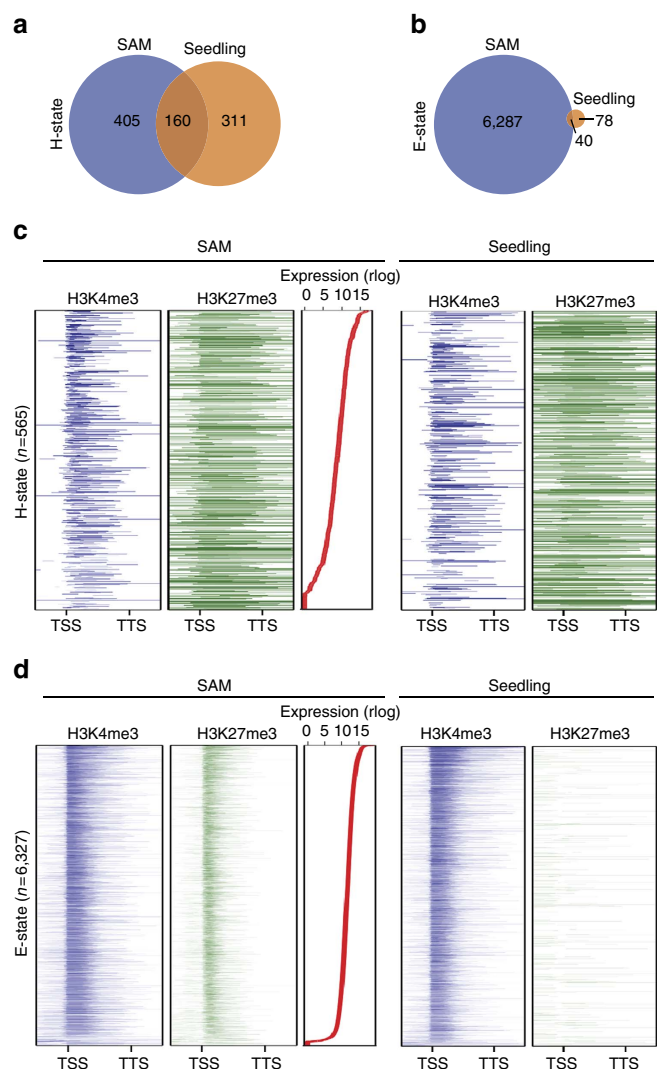 a
SAM
Seedling
H-state
405
160
311
b
SAM
Seedling
E-state
6,287
78
40
c
SAM
Seedling
Expression (rlog)
H3K4me3
H3K27me3
0 5 10 15
H3K4me3
H3K27me3
H-state (n=565)
TSS TTS
TSS TTS
TSS TTS
TSS TTS
d
SAM
Seedling
Expression (rlog)
H3K4me3
H3K27me3
0 5 10 15
H3K4me3
H3K27me3
E-state (n=6,327)
TSS TTS
TSS TTS
TSS TTS
TSS TTS